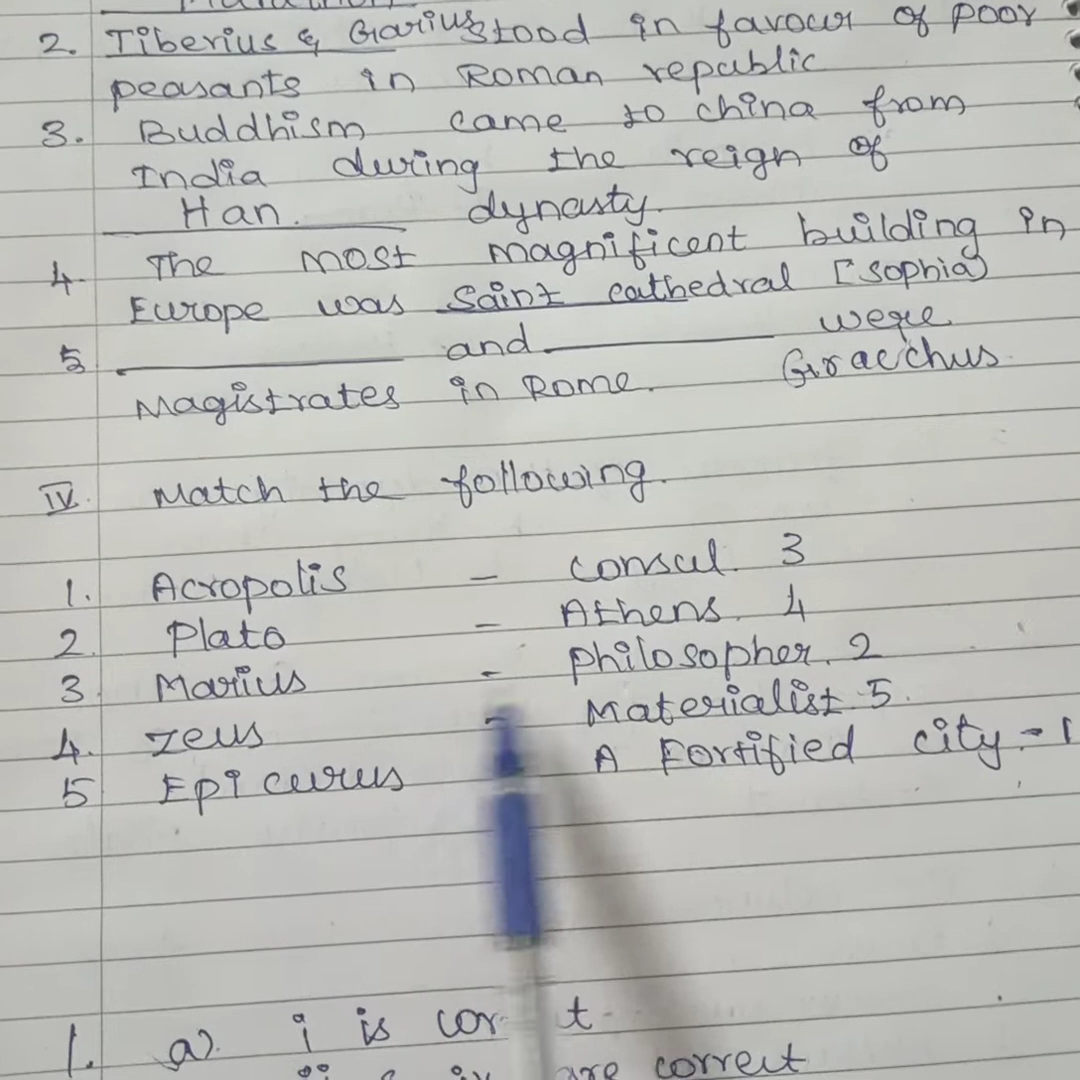 2. Tiberius & Garius stood in favour of poor
peasants in Roman republic
3. Buddhism came to china from
India during the reign of
Han. dynasty.
4. The most magnificent building in
Europe was Saint cathedral [Sophia)
5 and were
Magistrates in Rome. Gracchus.
IV. Match the following.
1. Acropolis - consul. 3
2. Plato - Athens. 4
3 Marius - philosopher. 2
4. Zeus - Materialist. 5.
5 Epicurus A Fortified city - 1
1. a). i is
are correct